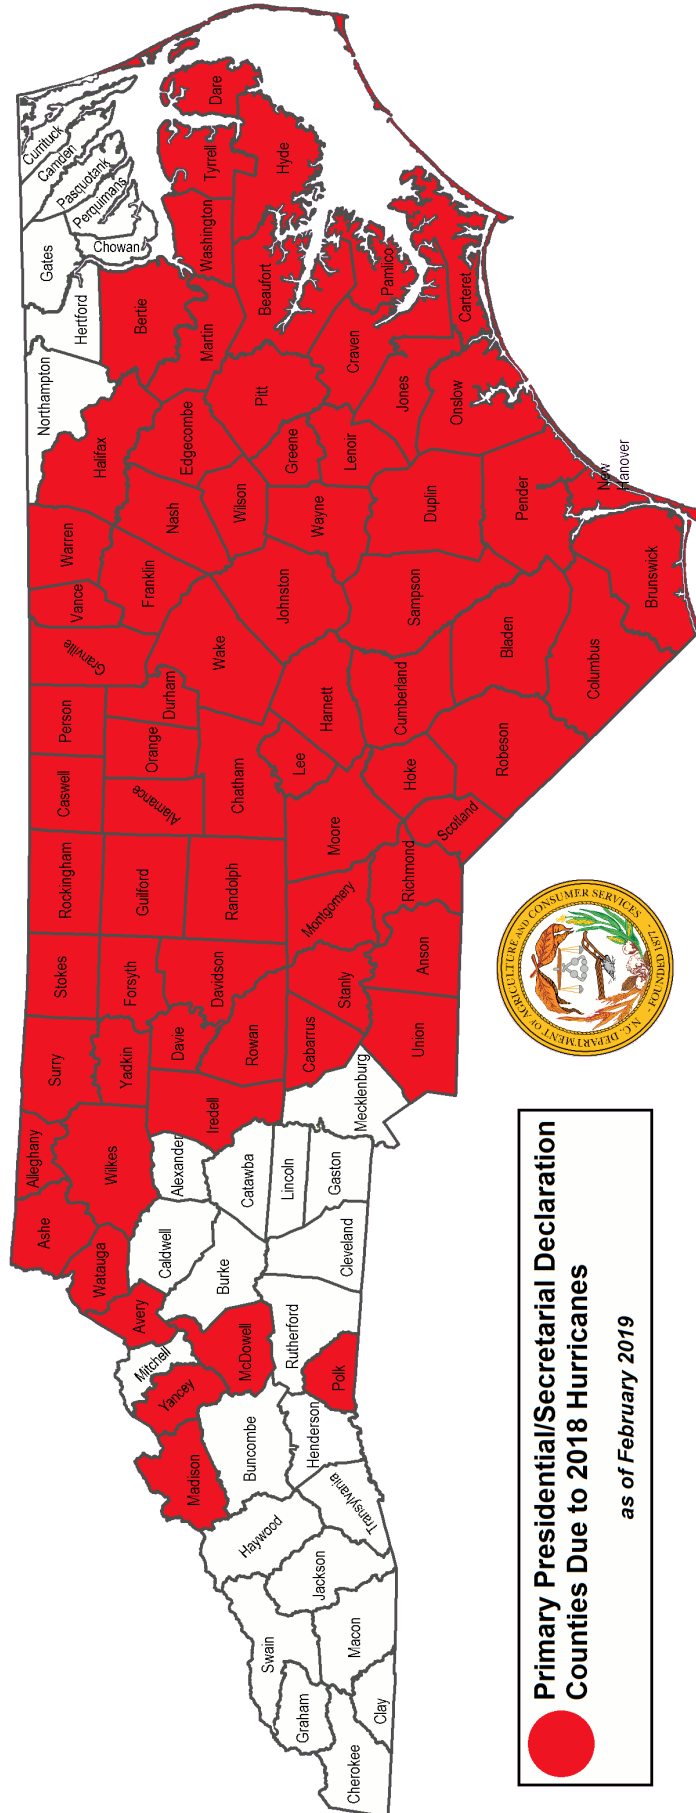 Cherokee
Graham
Clay
Swain
Macon
Jackson
Haywood
Transylvania
Madison
Buncombe
Henderson
Yancey
Mitchell
McDowell
Rutherford
Polk
Avery
Watauga
Ashe
Caldwell
Burke
Cleveland
Alleghany
Wilkes
Alexander
Catawba
Lincoln
Gaston
Surry
Yadkin
Iredell
Mecklenburg
Stokes
Forsyth
Davie
Davidson
Rowan
Cabarrus
Stanly
Union
Anson
Rockingham
Guilford
Randolph
Montgomery
Richmond
Caswell
Alamance
Chatham
Moore
Scotland
Person
Orange
Durham
Lee
Hoke
Robeson
Granville
Wake
Harnett
Cumberland
Bladen
Columbus
Vance
Warren
Franklin
Johnston
Sampson
Brunswick
Halifax
Nash
Wilson
Wayne
Duplin
Pender
New
Hanover
Northampton
Edgecombe
Pitt
Greene
Lenoir
Jones
Onslow
Hertford
Bertie
Martin
Beaufort
Craven
Pamlico
Carteret
Gates
Chowan
Perquimans
Pasquotank
Camden
Currituck
Washington
Tyrrell
Dare
Hyde
Primary Presidential/Secretarial Declaration
Counties Due to 2018 Hurricanes
as of February 2019
N.C. DEPARTMENT OF AGRICULTURE AND CONSUMER SERVICES
FOUNDED 1877